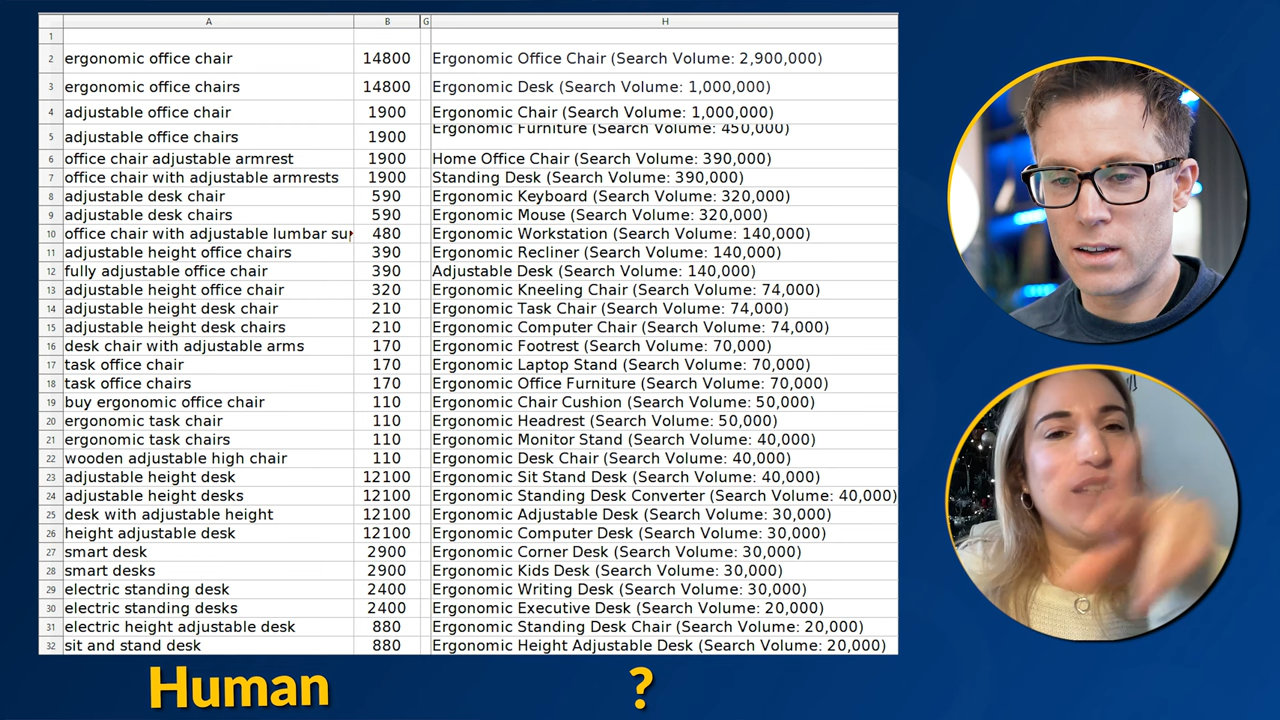 A B G H
1
2 ergonomic office chair 14800 Ergonomic Office Chair (Search Volume: 2,900,000)
3 ergonomic office chairs 14800 Ergonomic Desk (Search Volume: 1,000,000)
4 adjustable office chair 1900 Ergonomic Chair (Search Volume: 1,000,000)
5 adjustable office chairs 1900 Ergonomic Furniture (Search Volume: 450,000)
6 office chair adjustable armrest 1900 Home Office Chair (Search Volume: 390,000)
7 office chair with adjustable armrests 1900 Standing Desk (Search Volume: 390,000)
8 adjustable desk chair 590 Ergonomic Keyboard (Search Volume: 320,000)
9 adjustable desk chairs 590 Ergonomic Mouse (Search Volume: 320,000)
10 office chair with adjustable lumbar 480 Ergonomic Workstation (Search Volume: 140,000)
11 adjustable height office chairs 390 Ergonomic Recliner (Search Volume: 140,000)
12 fully adjustable office chair 390 Adjustable Desk (Search Volume: 140,000)
13 adjustable height office chair 320 Ergonomic Kneeling Chair (Search Volume: 74,000)
14 adjustable height desk chair 210 Ergonomic Task Chair (Search Volume: 74,000)
15 adjustable height desk chairs 210 Ergonomic Computer Chair (Search Volume: 74,000)
16 desk chair with adjustable arms 170 Ergonomic Footrest (Search Volume: 70,000)
17 task office chair 170 Ergonomic Laptop Stand (Search Volume: 70,000)
18 task office chairs 170 Ergonomic Office Furniture (Search Volume: 70,000)
19 buy ergonomic office chair 110 Ergonomic Chair Cushion (Search Volume: 50,000)
20 ergonomic task chair 110 Ergonomic Headrest (Search Volume: 50,000)
21 ergonomic task chairs 110 Ergonomic Monitor Stand (Search Volume: 40,000)
22 wooden adjustable high chair 110 Ergonomic Desk Chair (Search Volume: 40,000)
23 adjustable height desk 12100 Ergonomic Sit Stand Desk (Search Volume: 40,000)
24 adjustable height desks 12100 Ergonomic Standing Desk Converter (Search Volume: 40,000)
25 desk with adjustable height 12100 Ergonomic Adjustable Desk (Search Volume: 30,000)
26 height adjustable desk 12100 Ergonomic Computer Desk (Search Volume: 30,000)
27 smart desk 2900 Ergonomic Corner Desk (Search Volume: 30,000)
28 smart desks 2900 Ergonomic Kids Desk (Search Volume: 30,000)
29 electric standing desk 2400 Ergonomic Writing Desk (Search Volume: 30,000)
30 electric standing desks 2400 Ergonomic Executive Desk (Search Volume: 20,000)
31 electric height adjustable desk 880 Ergonomic Standing Desk Chair (Search Volume: 20,000)
32 sit and stand desk 880 Ergonomic Height Adjustable Desk (Search Volume: 20,000)
Human ?